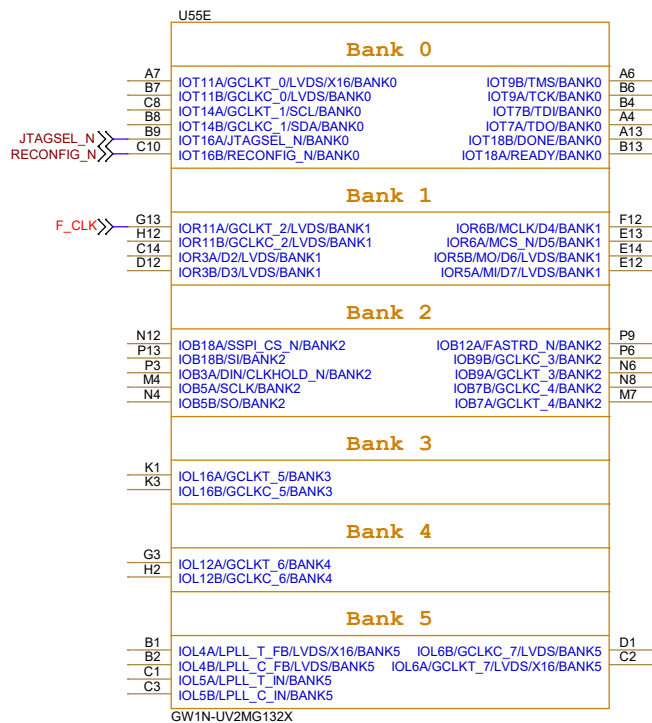 U55E
Bank 0
A7 IOT11A/GCLKT_0/LVDS/X16/BANK0 IOT9B/TMS/BANK0 A6
B7 IOT11B/GCLKC_0/LVDS/BANK0 IOT9A/TCK/BANK0 B6
C8 IOT14A/GCLKT_1/SCL/BANK0 IOT7B/TDI/BANK0 B4
B8 IOT14B/GCLKC_1/SDA/BANK0 IOT7A/TDO/BANK0 A4
JTAGSEL_N B9 IOT16A/JTAGSEL_N/BANK0 IOT18B/DONE/BANK0 A13
RECONFIG_N C10 IOT16B/RECONFIG_N/BANK0 IOT18A/READY/BANK0 B13
Bank 1
F_CLK G13 IOR11A/GCLKT_2/LVDS/BANK1 IOR6B/MCLK/D4/BANK1 F12
H12 IOR11B/GCLKC_2/LVDS/BANK1 IOR6A/MCS_N/D5/BANK1 E13
C14 IOR3A/D2/LVDS/BANK1 IOR5B/MO/D6/LVDS/BANK1 E14
D12 IOR3B/D3/LVDS/BANK1 IOR5A/MI/D7/LVDS/BANK1 E12
Bank 2
N12 IOB18A/SSPI_CS_N/BANK2 IOB12A/FASTRD_N/BANK2 P9
P13 IOB18B/SI/BANK2 IOB9B/GCLKC_3/BANK2 P6
P3 IOB3A/DIN/CLKHOLD_N/BANK2 IOB9A/GCLKT_3/BANK2 N6
M4 IOB5A/SCLK/BANK2 IOB7B/GCLKC_4/BANK2 N8
N4 IOB5B/SO/BANK2 IOB7A/GCLKT_4/BANK2 M7
Bank 3
K1 IOL16A/GCLKT_5/BANK3
K3 IOL16B/GCLKC_5/BANK3
Bank 4
G3 IOL12A/GCLKT_6/BANK4
H2 IOL12B/GCLKC_6/BANK4
Bank 5
B1 IOL4A/LPLL_T_FB/LVDS/X16/BANK5 IOL6B/GCLKC_7/LVDS/BANK5 D1
B2 IOL4B/LPLL_C_FB/LVDS/BANK5 IOL6A/GCLKT_7/LVDS/X16/BANK5 C2
C1 IOL5A/LPLL_T_IN/BANK5
C3 IOL5B/LPLL_C_IN/BANK5
GW1N-UV2MG132X